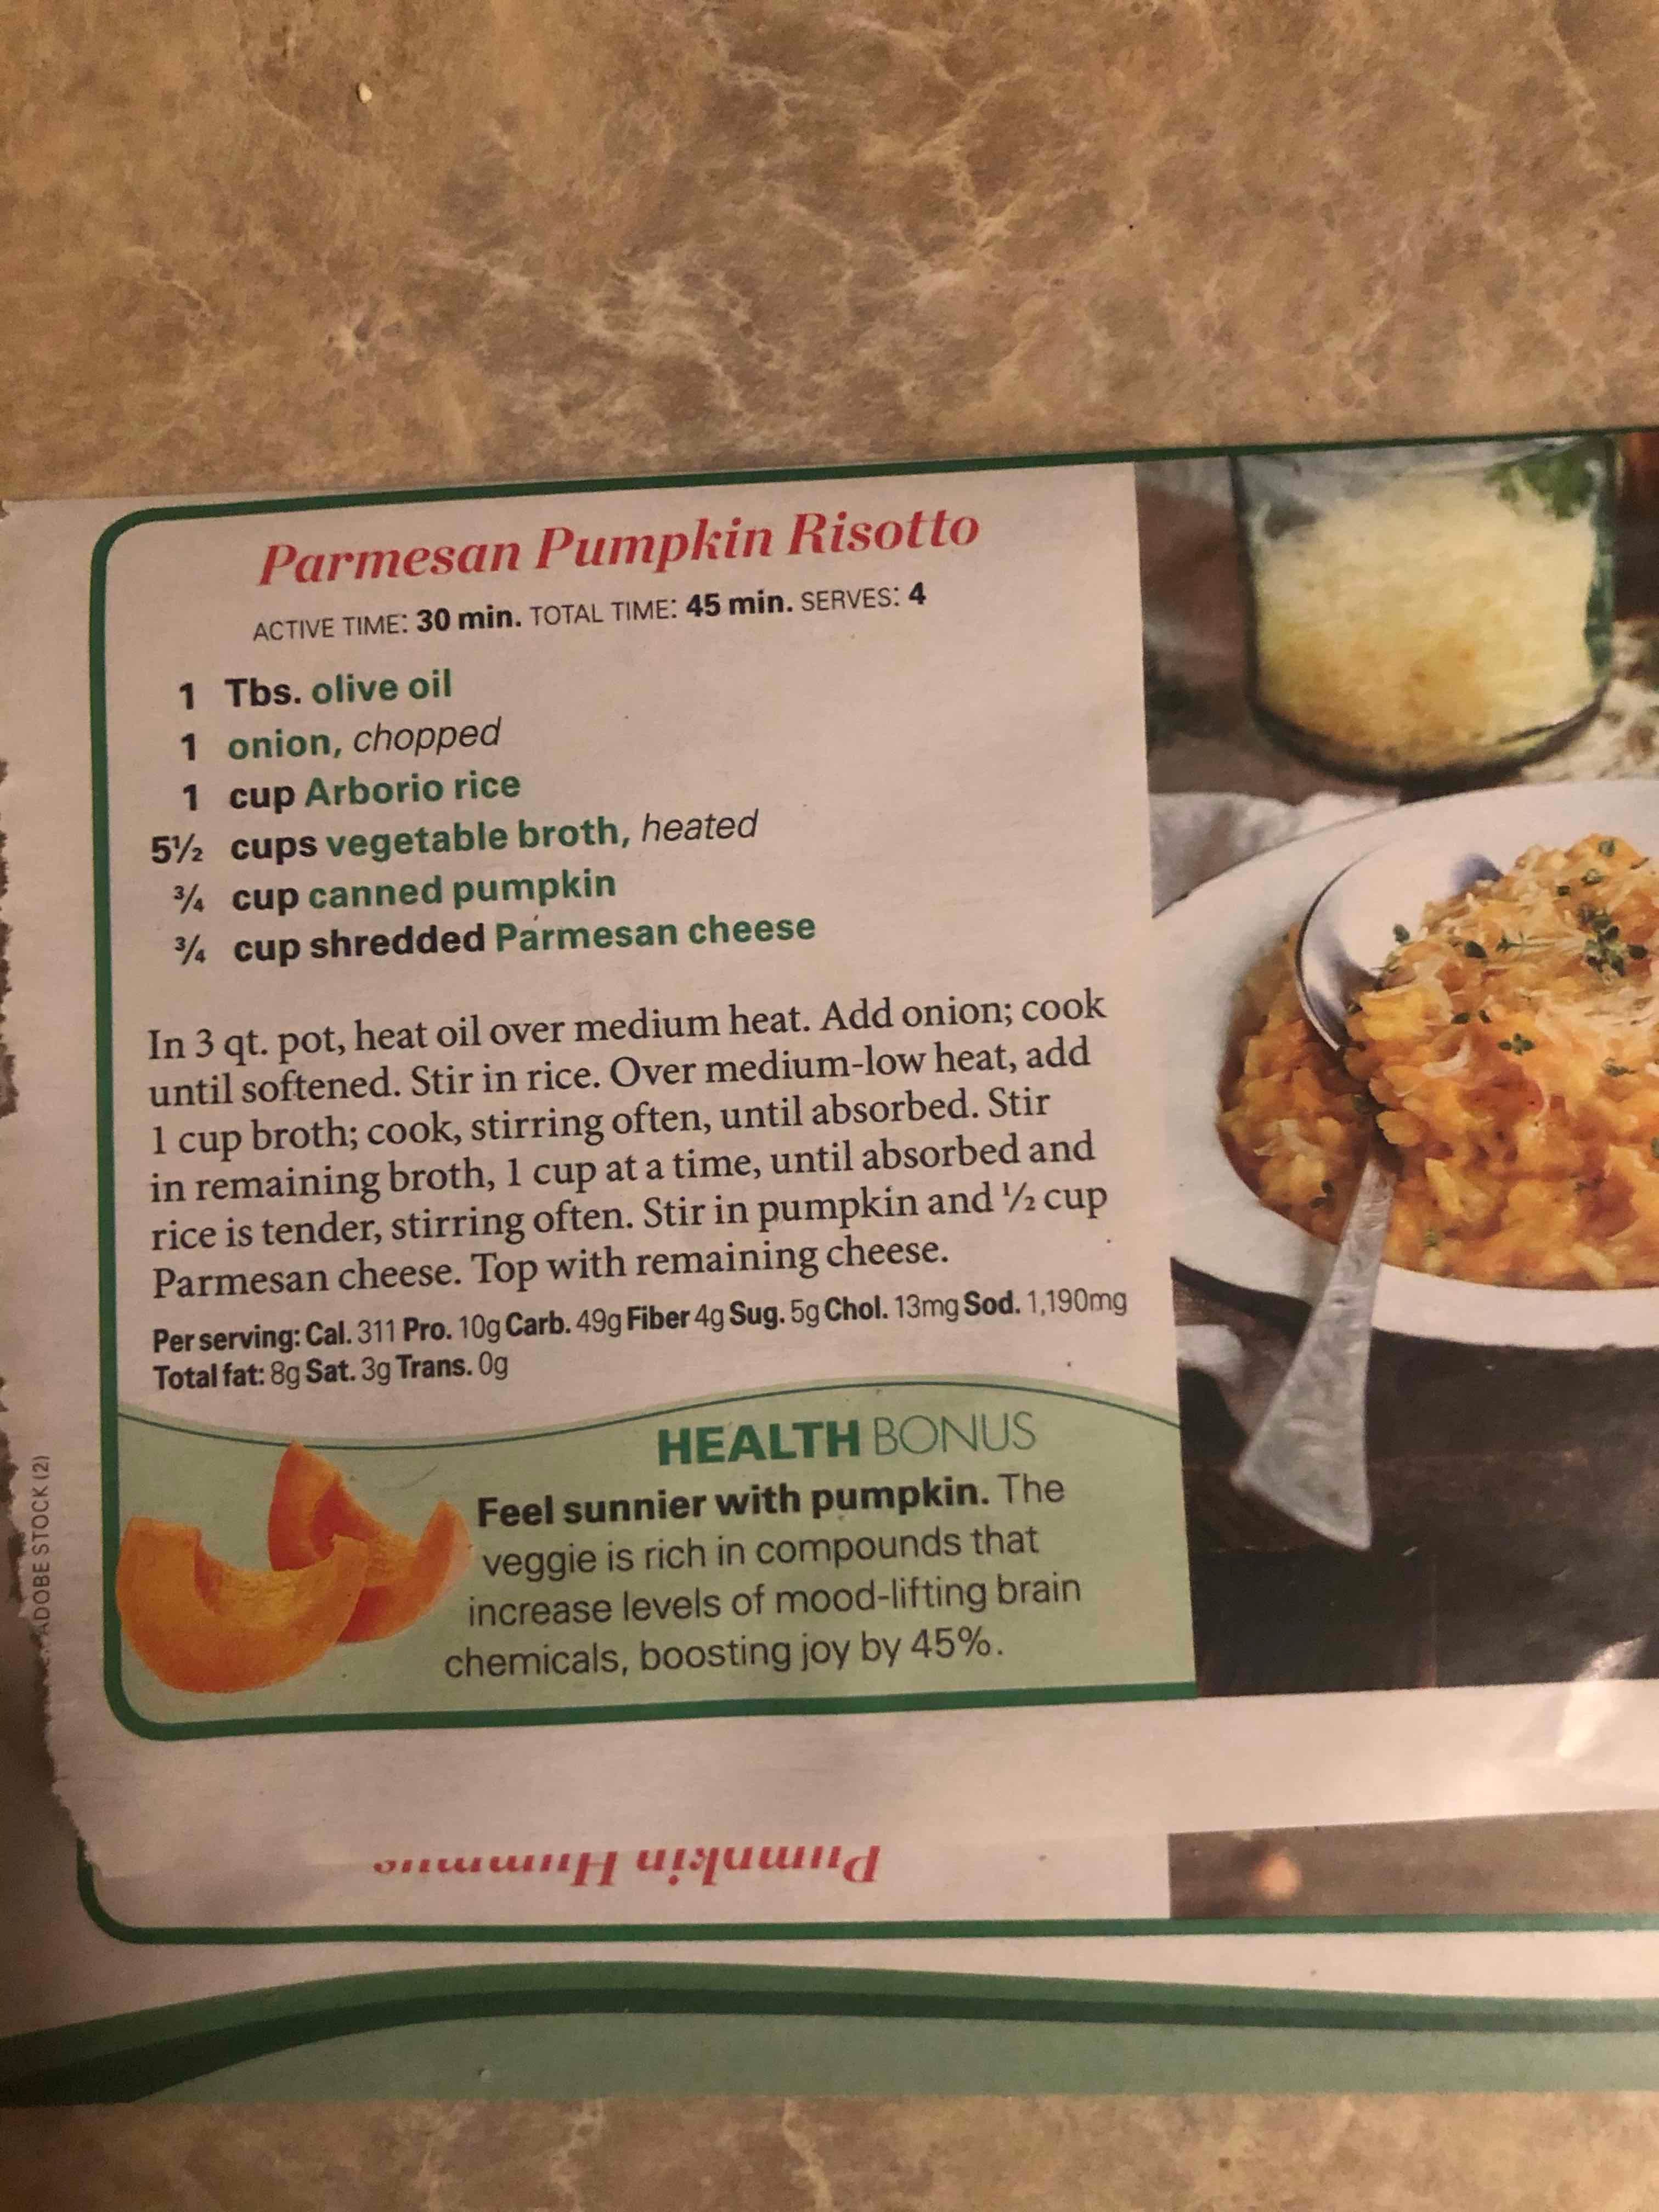 Parmesan Pumpkin Risotto
ACTIVE TIME: 30 min. TOTAL TIME: 45 min. SERVES: 4
1 Tbs. olive oil
1 onion, chopped
1 cup Arborio rice
5½ cups vegetable broth, heated
¾ cup canned pumpkin
¾ cup shredded Parmesan cheese
In 3 qt. pot, heat oil over medium heat. Add onion; cook
until softened. Stir in rice. Over medium-low heat, add
1 cup broth; cook, stirring often, until absorbed. Stir
in remaining broth, 1 cup at a time, until absorbed and
rice is tender, stirring often. Stir in pumpkin and ½ cup
Parmesan cheese. Top with remaining cheese.
Per serving: Cal. 311 Pro. 10g Carb. 49g Fiber 4g Sug. 5g Chol. 13mg Sod. 1,190mg
Total fat: 8g Sat. 3g Trans. 0g
HEALTH BONUS
Feel sunnier with pumpkin. The
veggie is rich in compounds that
increase levels of mood-lifting brain
chemicals, boosting joy by 45%.
ADOBE STOCK (2)
Pumpkin Hummus